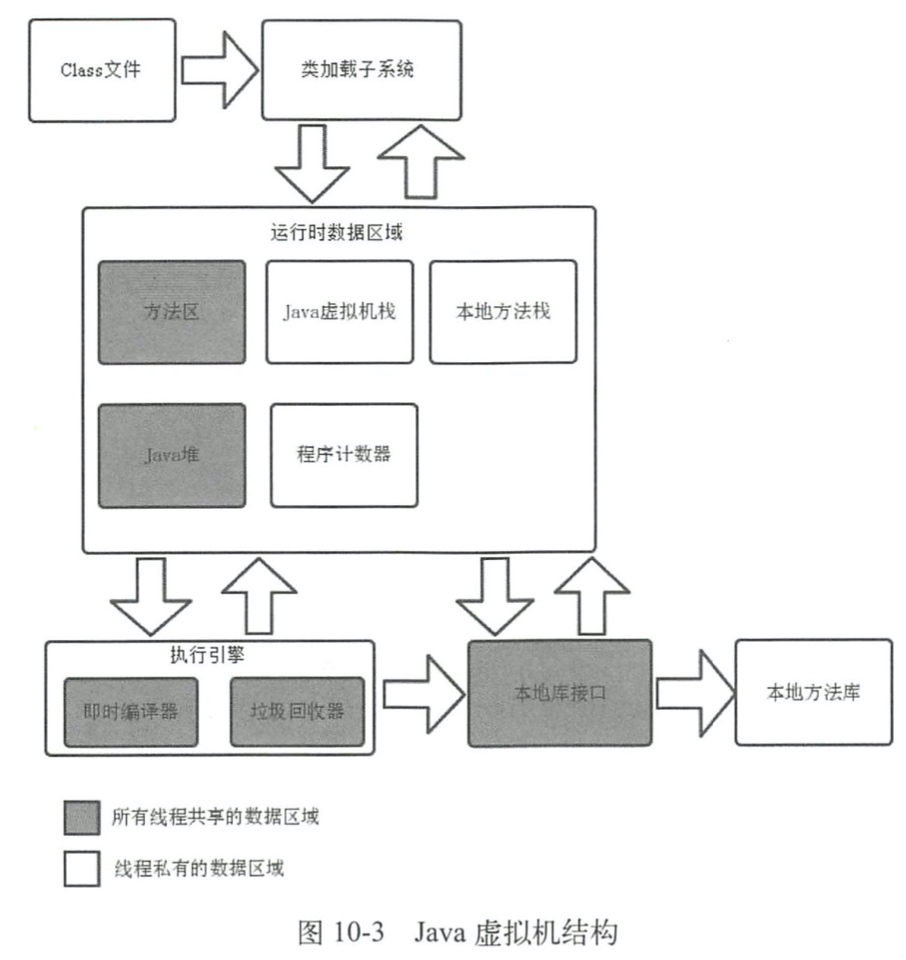 Class文件
类加载子系统
运行时数据区域
方法区
Java虚拟机栈
本地方法栈
Java堆
程序计数器
执行引擎
即时编译器
垃圾回收器
本地库接口
本地方法库
所有线程共享的数据区域
线程私有的数据区域
图 10-3 Java 虚拟机结构